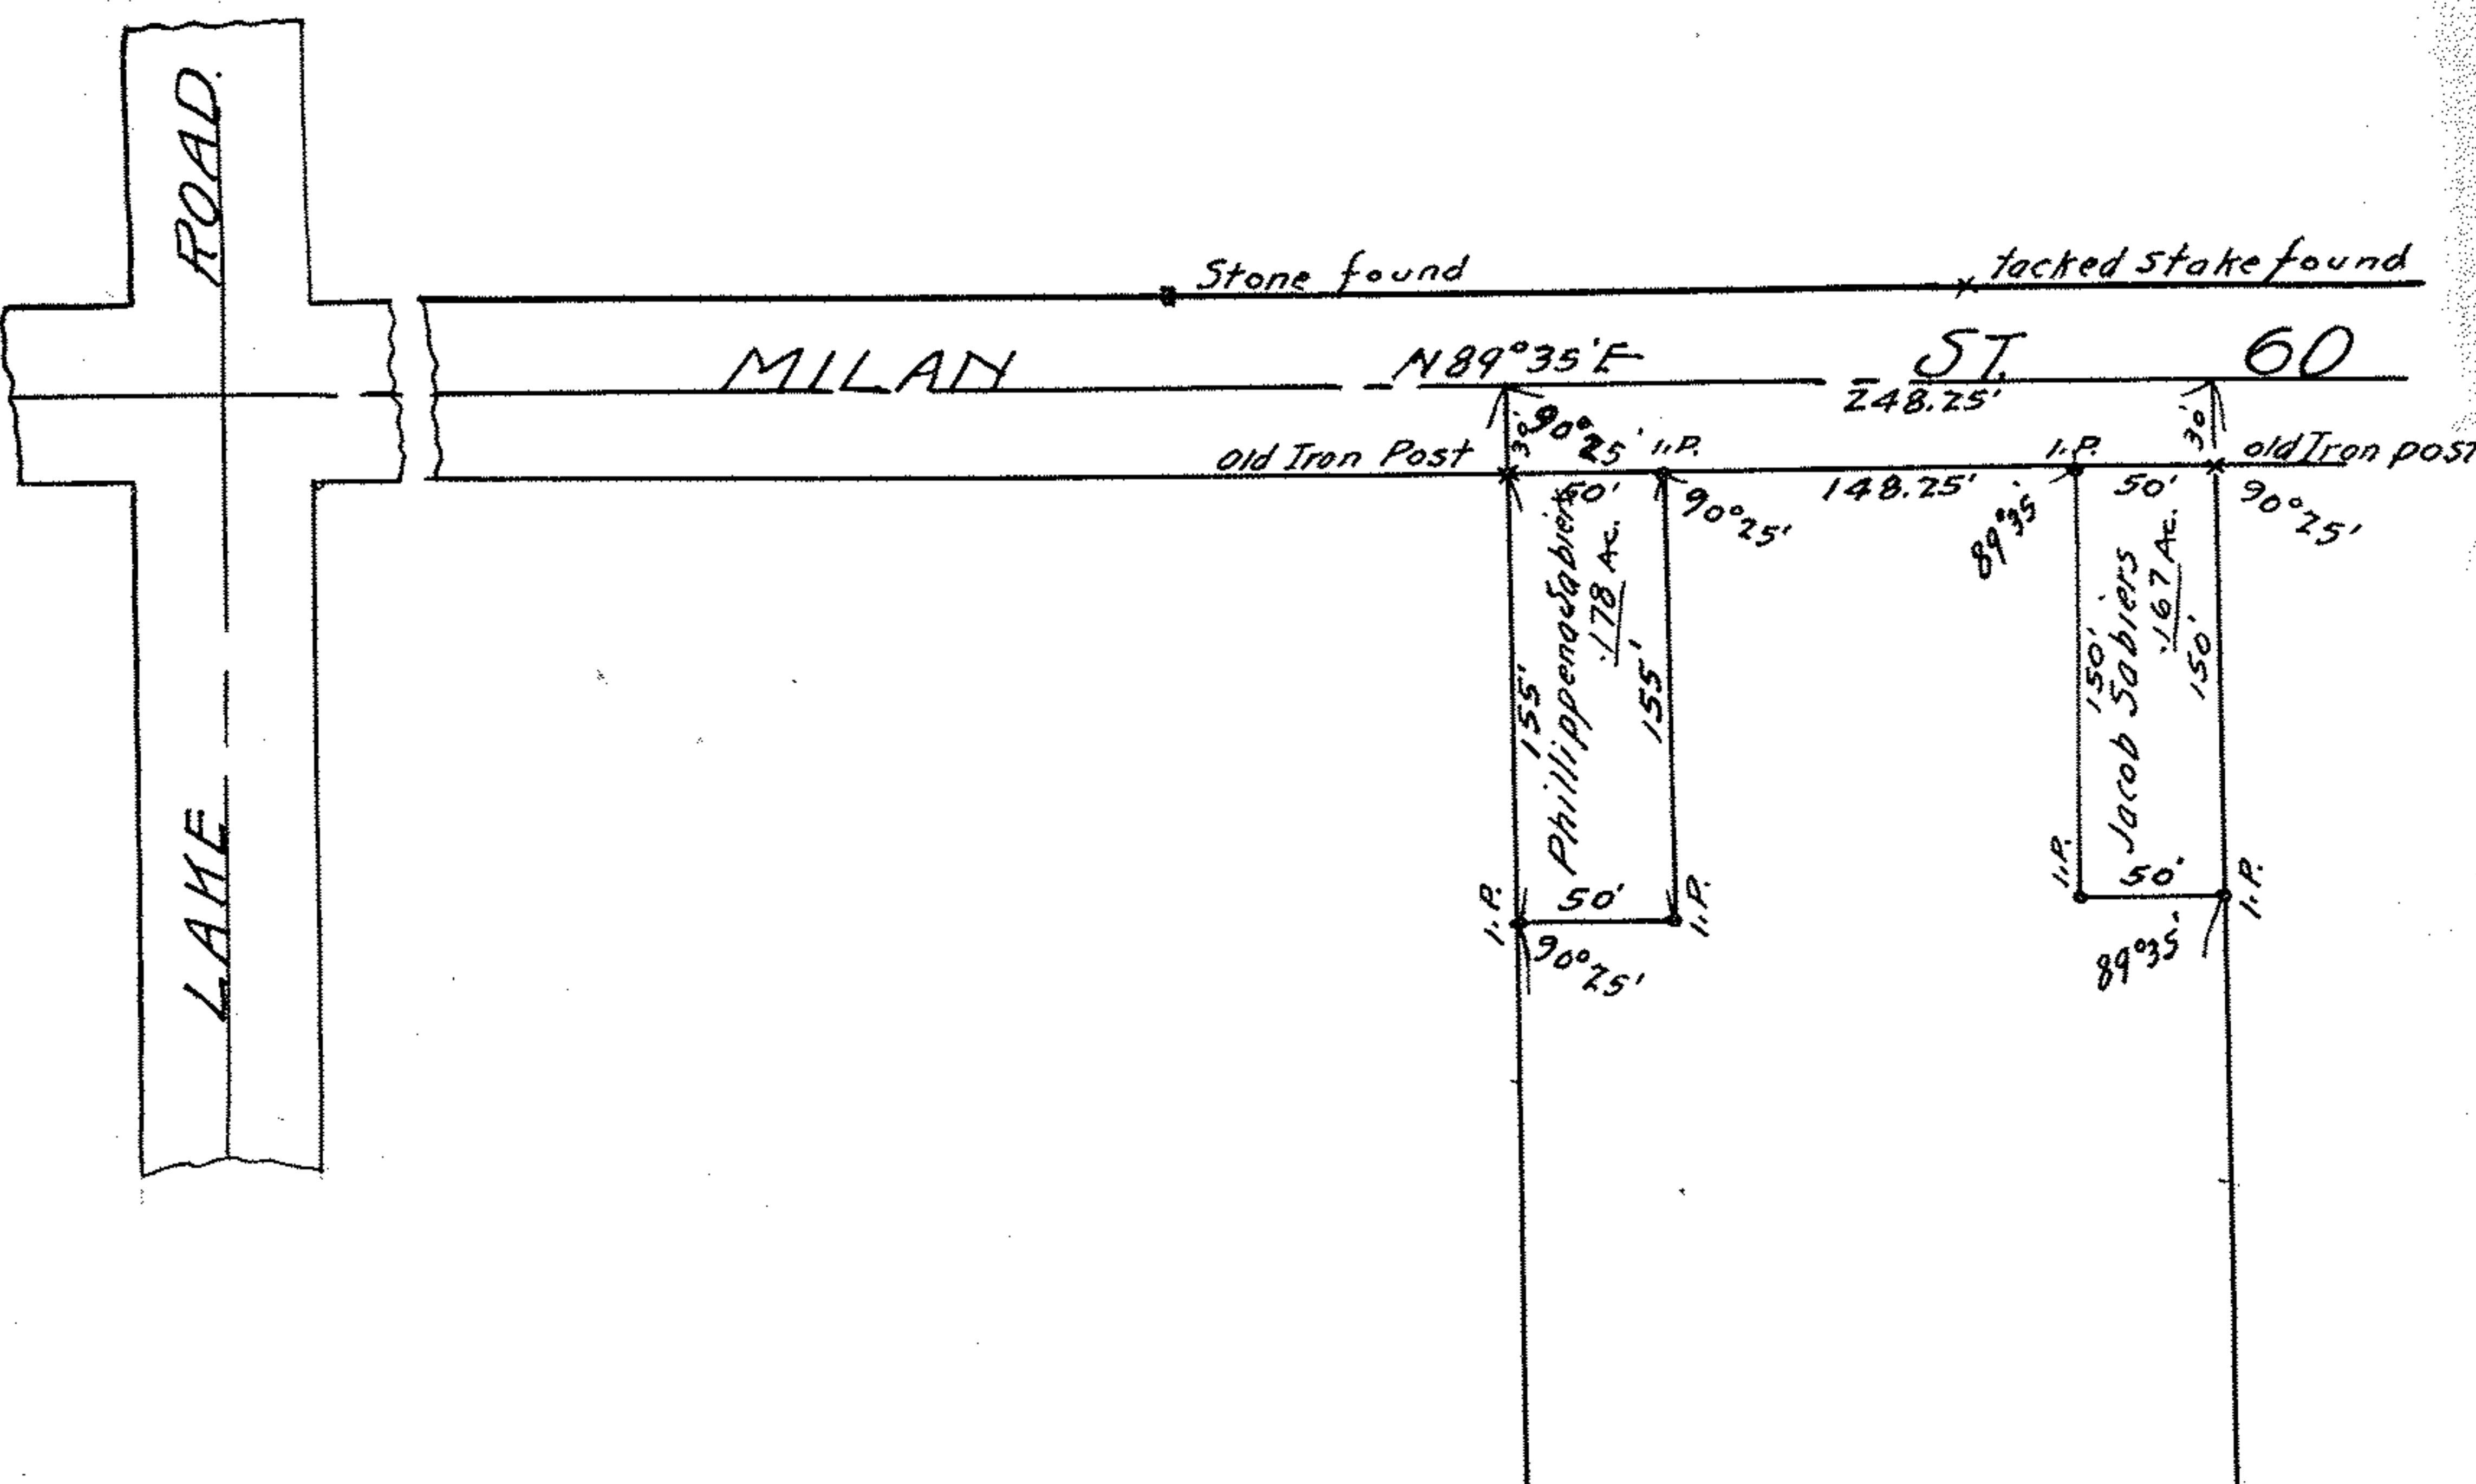 ROAD.
LAKE
Stone found
tacked stake found
MILAN
N 89°35'E
ST.
60
248.25'
30'
90°25'
I.P.
I.P.
30'
old Iron Post
old Iron post
50'
90°25'
148.25'
89°35'
50'
90°25'
155'
Phillippena Sabiers
.178 Ac.
155'
150'
Jacob Sabiers
.167 Ac.
150'
I.P.
50'
I.P.
90°25'
I.P.
50'
I.P.
89°35'